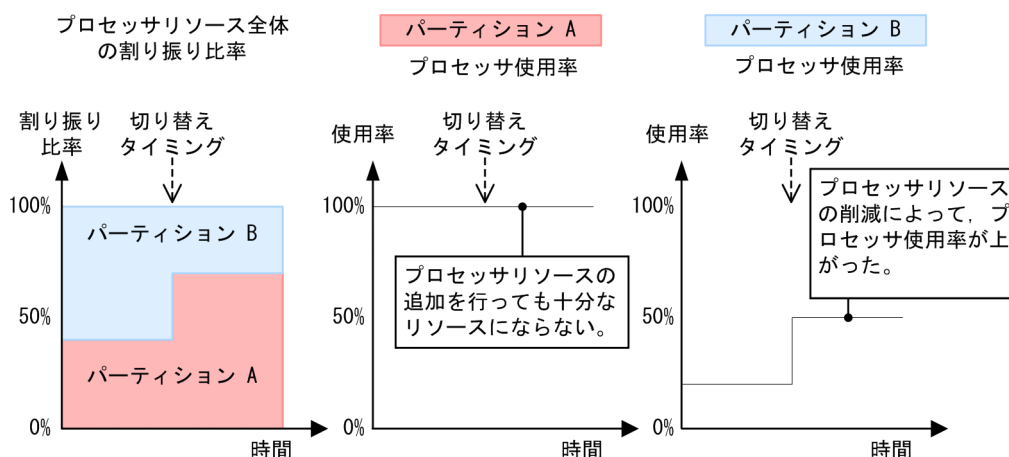 プロセッサリソース全体
の割り振り比率
割り振り
比率
切り替え
タイミング
100%
50%
0%
パーティション B
パーティション A
時間
パーティション A
プロセッサ使用率
使用率
切り替え
タイミング
100%
50%
0%
プロセッサリソースの
追加を行っても十分な
リソースにならない。
時間
パーティション B
プロセッサ使用率
使用率
切り替え
タイミング
100%
50%
0%
プロセッサリソース
の削減によって，プ
ロセッサ使用率が上
がった。
時間